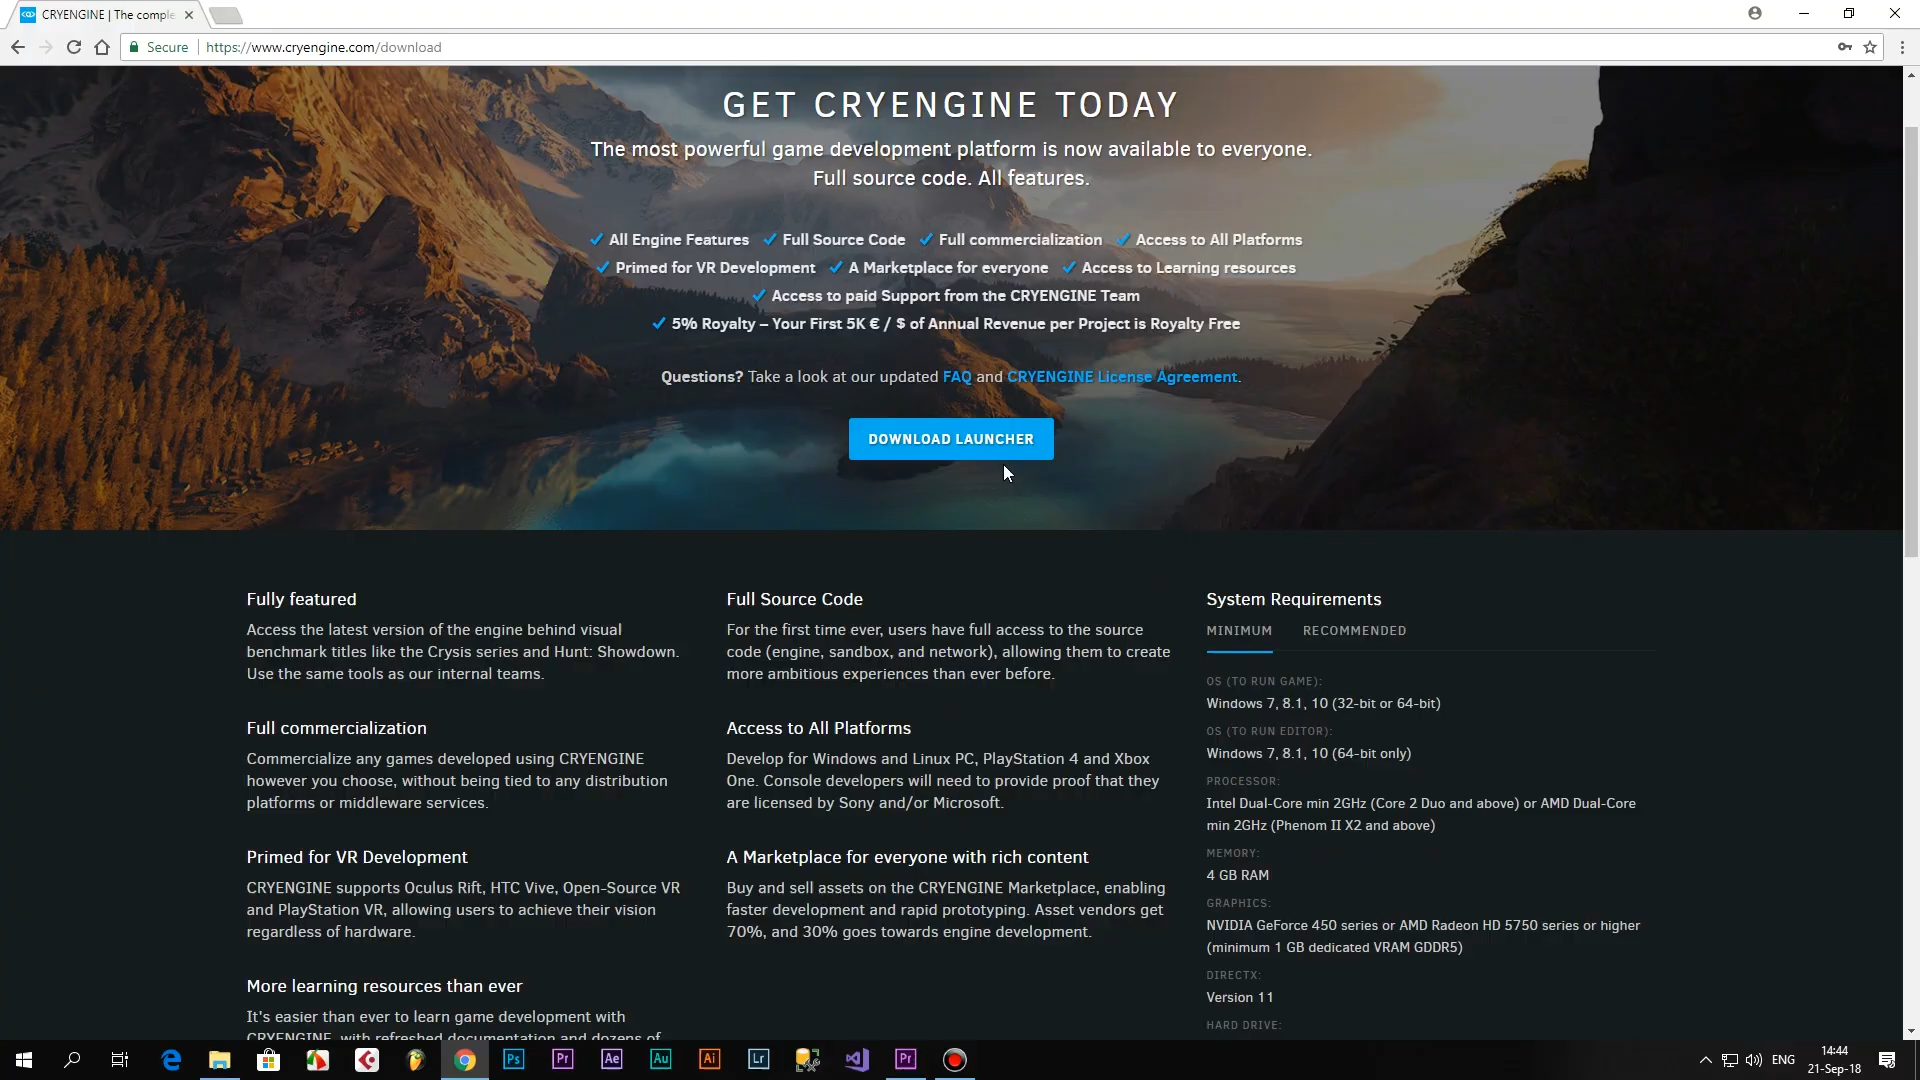 CRYENGINE | The comple
Secure
https://www.cryengine.com/download
GET CRYENGINE TODAY
The most powerful game development platform is now available to everyone.
Full source code. All features.
All Engine Features Full Source Code Full commercialization Access to All Platforms
Primed for VR Development A Marketplace for everyone Access to Learning resources
Access to paid Support from the CRYENGINE Team
5% Royalty – Your First 5K € / $ of Annual Revenue per Project is Royalty Free
Questions? Take a look at our updated FAQ and CRYENGINE License Agreement.
DOWNLOAD LAUNCHER
Fully featured
Access the latest version of the engine behind visual
benchmark titles like the Crysis series and Hunt: Showdown.
Use the same tools as our internal teams.
Full commercialization
Commercialize any games developed using CRYENGINE
however you choose, without being tied to any distribution
platforms or middleware services.
Primed for VR Development
CRYENGINE supports Oculus Rift, HTC Vive, Open-Source VR
and PlayStation VR, allowing users to achieve their vision
regardless of hardware.
More learning resources than ever
It's easier than ever to learn game development with
CRYENGINE, with refreshed documentation and dozens of
Full Source Code
For the first time ever, users have full access to the source
code (engine, sandbox, and network), allowing them to create
more ambitious experiences than ever before.
Access to All Platforms
Develop for Windows and Linux PC, PlayStation 4 and Xbox
One. Console developers will need to provide proof that they
are licensed by Sony and/or Microsoft.
A Marketplace for everyone with rich content
Buy and sell assets on the CRYENGINE Marketplace, enabling
faster development and rapid prototyping. Asset vendors get
70%, and 30% goes towards engine development.
System Requirements
MINIMUM RECOMMENDED
OS (TO RUN GAME):
Windows 7, 8.1, 10 (32-bit or 64-bit)
OS (TO RUN EDITOR):
Windows 7, 8.1, 10 (64-bit only)
PROCESSOR:
Intel Dual-Core min 2GHz (Core 2 Duo and above) or AMD Dual-Core
min 2GHz (Phenom II X2 and above)
MEMORY:
4 GB RAM
GRAPHICS:
NVIDIA GeForce 450 series or AMD Radeon HD 5750 series or higher
(minimum 1 GB dedicated VRAM GDDR5)
DIRECTX:
Version 11
HARD DRIVE:
Ps Pr Ae Au Ai Lr Pr
ENG
14:44
21-Sep-18